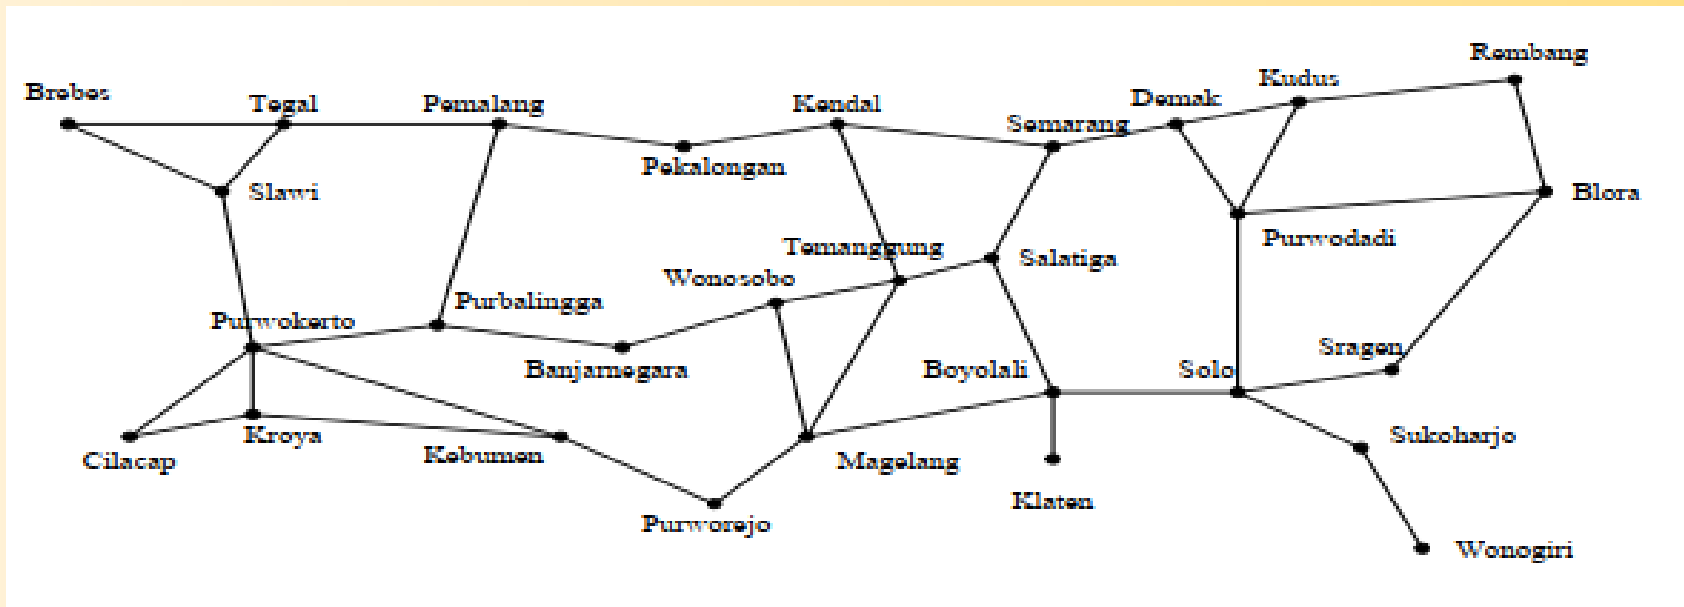 Rembang
Kudus
Brebes
Tegal
Pemalang
Kendal
Demak
Semarang
Pekalongan
Slawi
Blora
Purwodadi
Temanggung
Salatiga
Wonosobo
Purbalingga
Purwokerto
Banjarnegara
Boyolali
Solo
Sragen
Kroya
Cilacap
Kebumen
Magelang
Sukoharjo
Klaten
Purworejo
Wonogiri